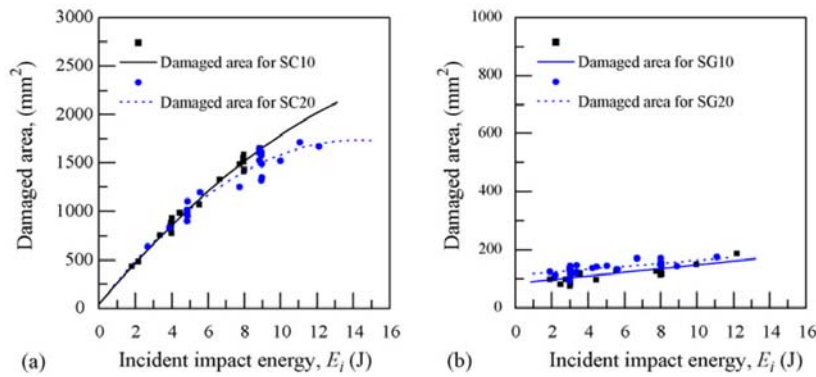 3000
2750
2500
2250
2000
1500
1000
500
0
Damaged area, (mm²)
Damaged area for SC10
Damaged area for SC20
0 2 4 6 8 10 12 14 16
(a) Incident impact energy, Ei (J)
1000
800
600
400
200
0
Damaged area, (mm²)
Damaged area for SG10
Damaged area for SG20
0 2 4 6 8 10 12 14 16
(b) Incident impact energy, Ei (J)